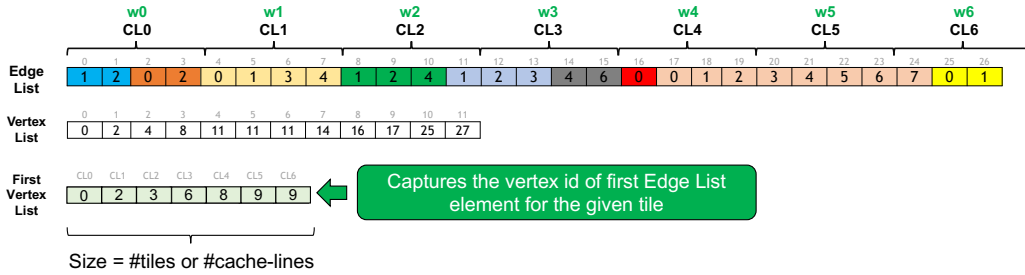 w0 w1 w2 w3 w4 w5 w6
CL0 CL1 CL2 CL3 CL4 CL5 CL6
0 1 2 3 4 5 6 7 8 9 10 11 12 13 14 15 16 17 18 19 20 21 22 23 24 25 26
Edge List
1 2 0 2 0 1 3 4 1 2 4 1 2 3 4 6 0 0 1 2 3 4 5 6 7 0 1
0 1 2 3 4 5 6 7 8 9 10 11
Vertex List
0 2 4 8 11 11 11 14 16 17 25 27
CL0 CL1 CL2 CL3 CL4 CL5 CL6
First Vertex List
0 2 3 6 8 9 9
Captures the vertex id of first Edge List
element for the given tile
Size = #tiles or #cache-lines